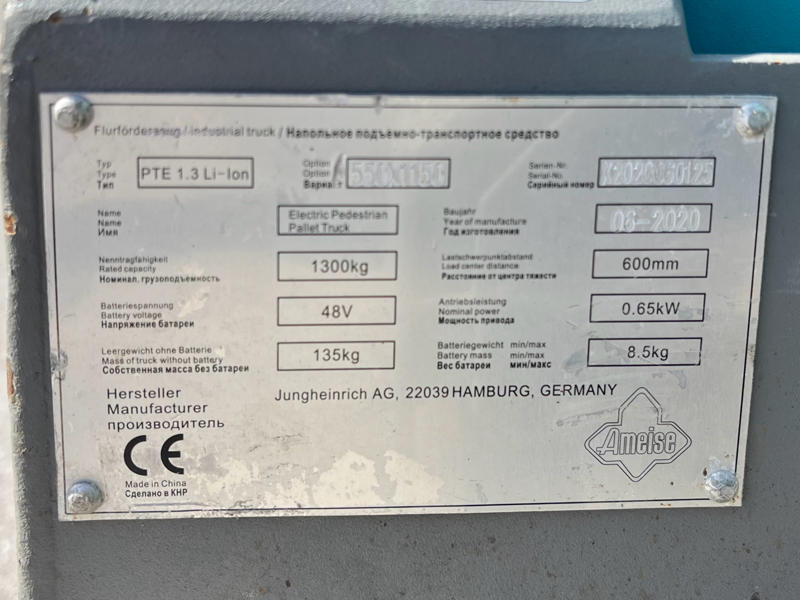 Flurförderzeug / industrial truck / Напольное подъемно-транспортное средство
Typ
Type
Тип
PTE 1.3 Li-Ion
Option
Option
Вариант
550X1150
Serien-Nr.
Serial-No.
Серийный номер
Name
Name
Имя
Electric Pedestrian
Pallet Truck
Baujahr
Year of manufacture
Год изготовления
06-2020
Nenntragfähigkeit
Rated capacity
Номинал. грузоподъемность
1300kg
Lastschwerpunktabstand
Load center distance
Расстояние от центра тяжести
600mm
Batteriespannung
Battery voltage
Напряжение батареи
48V
Antriebsleistung
Nominal power
Мощность привода
0.65kW
Leergewicht ohne Batterie
Mass of truck without battery
Собственная масса без батареи
135kg
Batteriegewicht min/max
Battery mass min/max
Вес батареи мин/макс
8.5kg
Hersteller
Manufacturer
производитель
Jungheinrich AG, 22039 HAMBURG, GERMANY
CE
Made in China
Сделано в КНР
Ameise